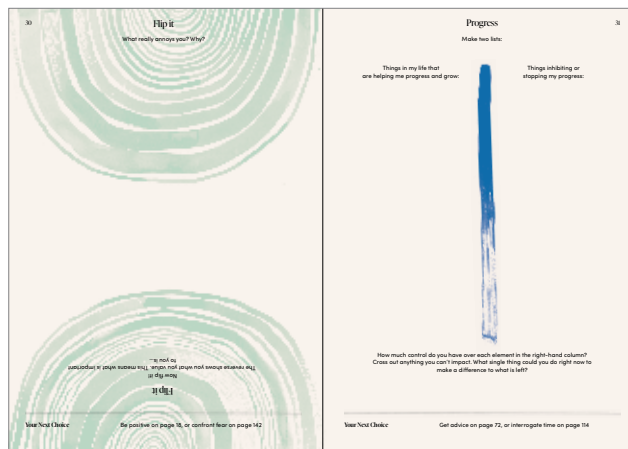 30
Flip it
What really annoys you? Why?
Flip it
Now flip it!
The reverse shows you what you value. This means what is important
to you is...
Your Next Choice
Be positive on page 18, or confront fear on page 142
Progress
31
Make two lists:
Things in my life that
are helping me progress and grow:
Things inhibiting or
stopping my progress:
How much control do you have over each element in the right-hand column?
Cross out anything you can't impact. What single thing could you do right now to
make a difference to what is left?
Your Next Choice
Get advice on page 72, or interrogate time on page 114